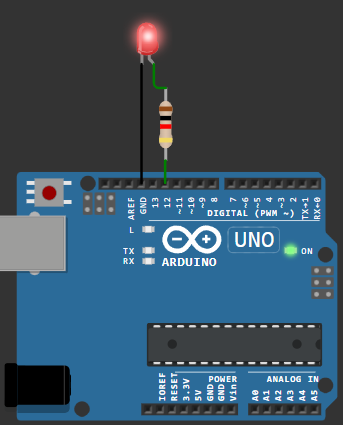 AREF
GND
13
12
~11
~10
~9
8
7
~6
~5
4
~3
2
TX→1
RX←0
DIGITAL (PWM ~)
L
TX
RX
UNO
ON
ARDUINO
IOREF
RESET
3.3V
5V
GND
GND
Vin
POWER
ANALOG IN
A0
A1
A2
A3
A4
A5